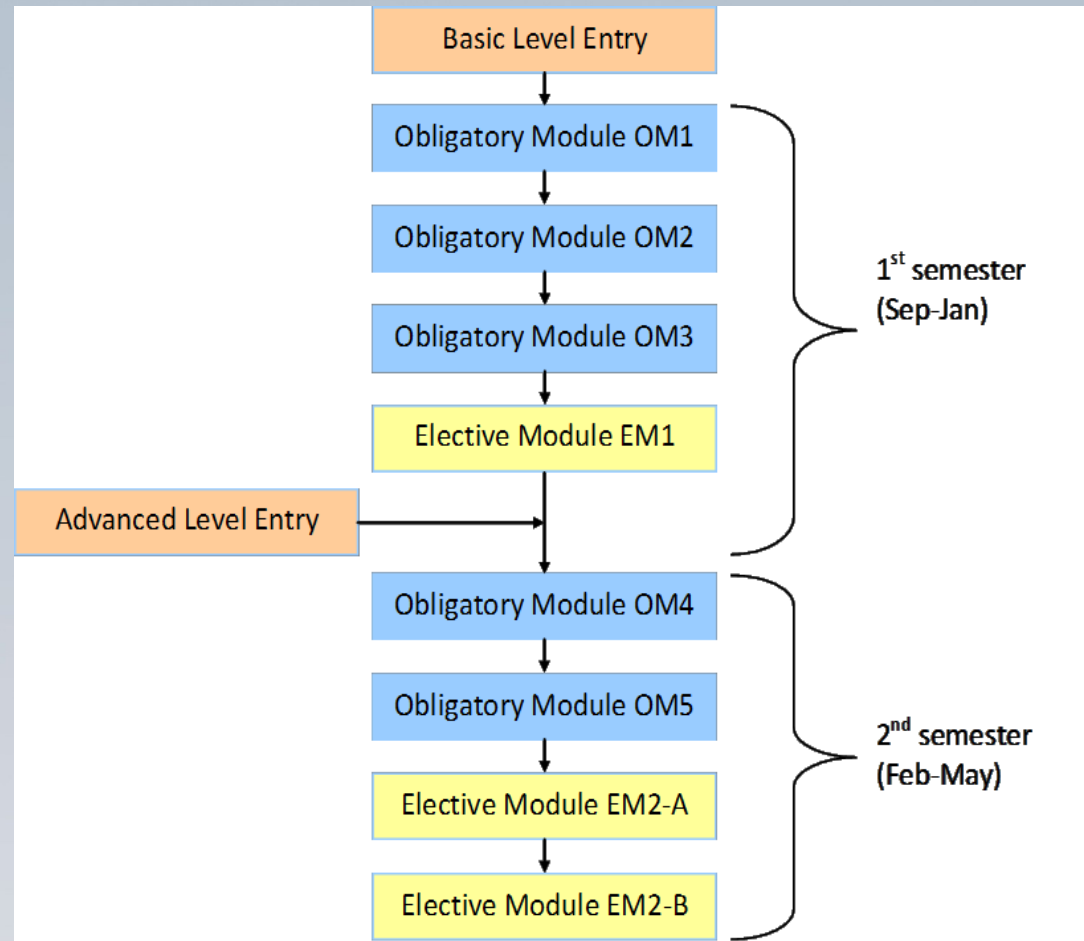 Basic Level Entry
Obligatory Module OM1
Obligatory Module OM2
Obligatory Module OM3
1st semester
(Sep-Jan)
Elective Module EM1
Advanced Level Entry
Obligatory Module OM4
Obligatory Module OM5
2nd semester
(Feb-May)
Elective Module EM2-A
Elective Module EM2-B